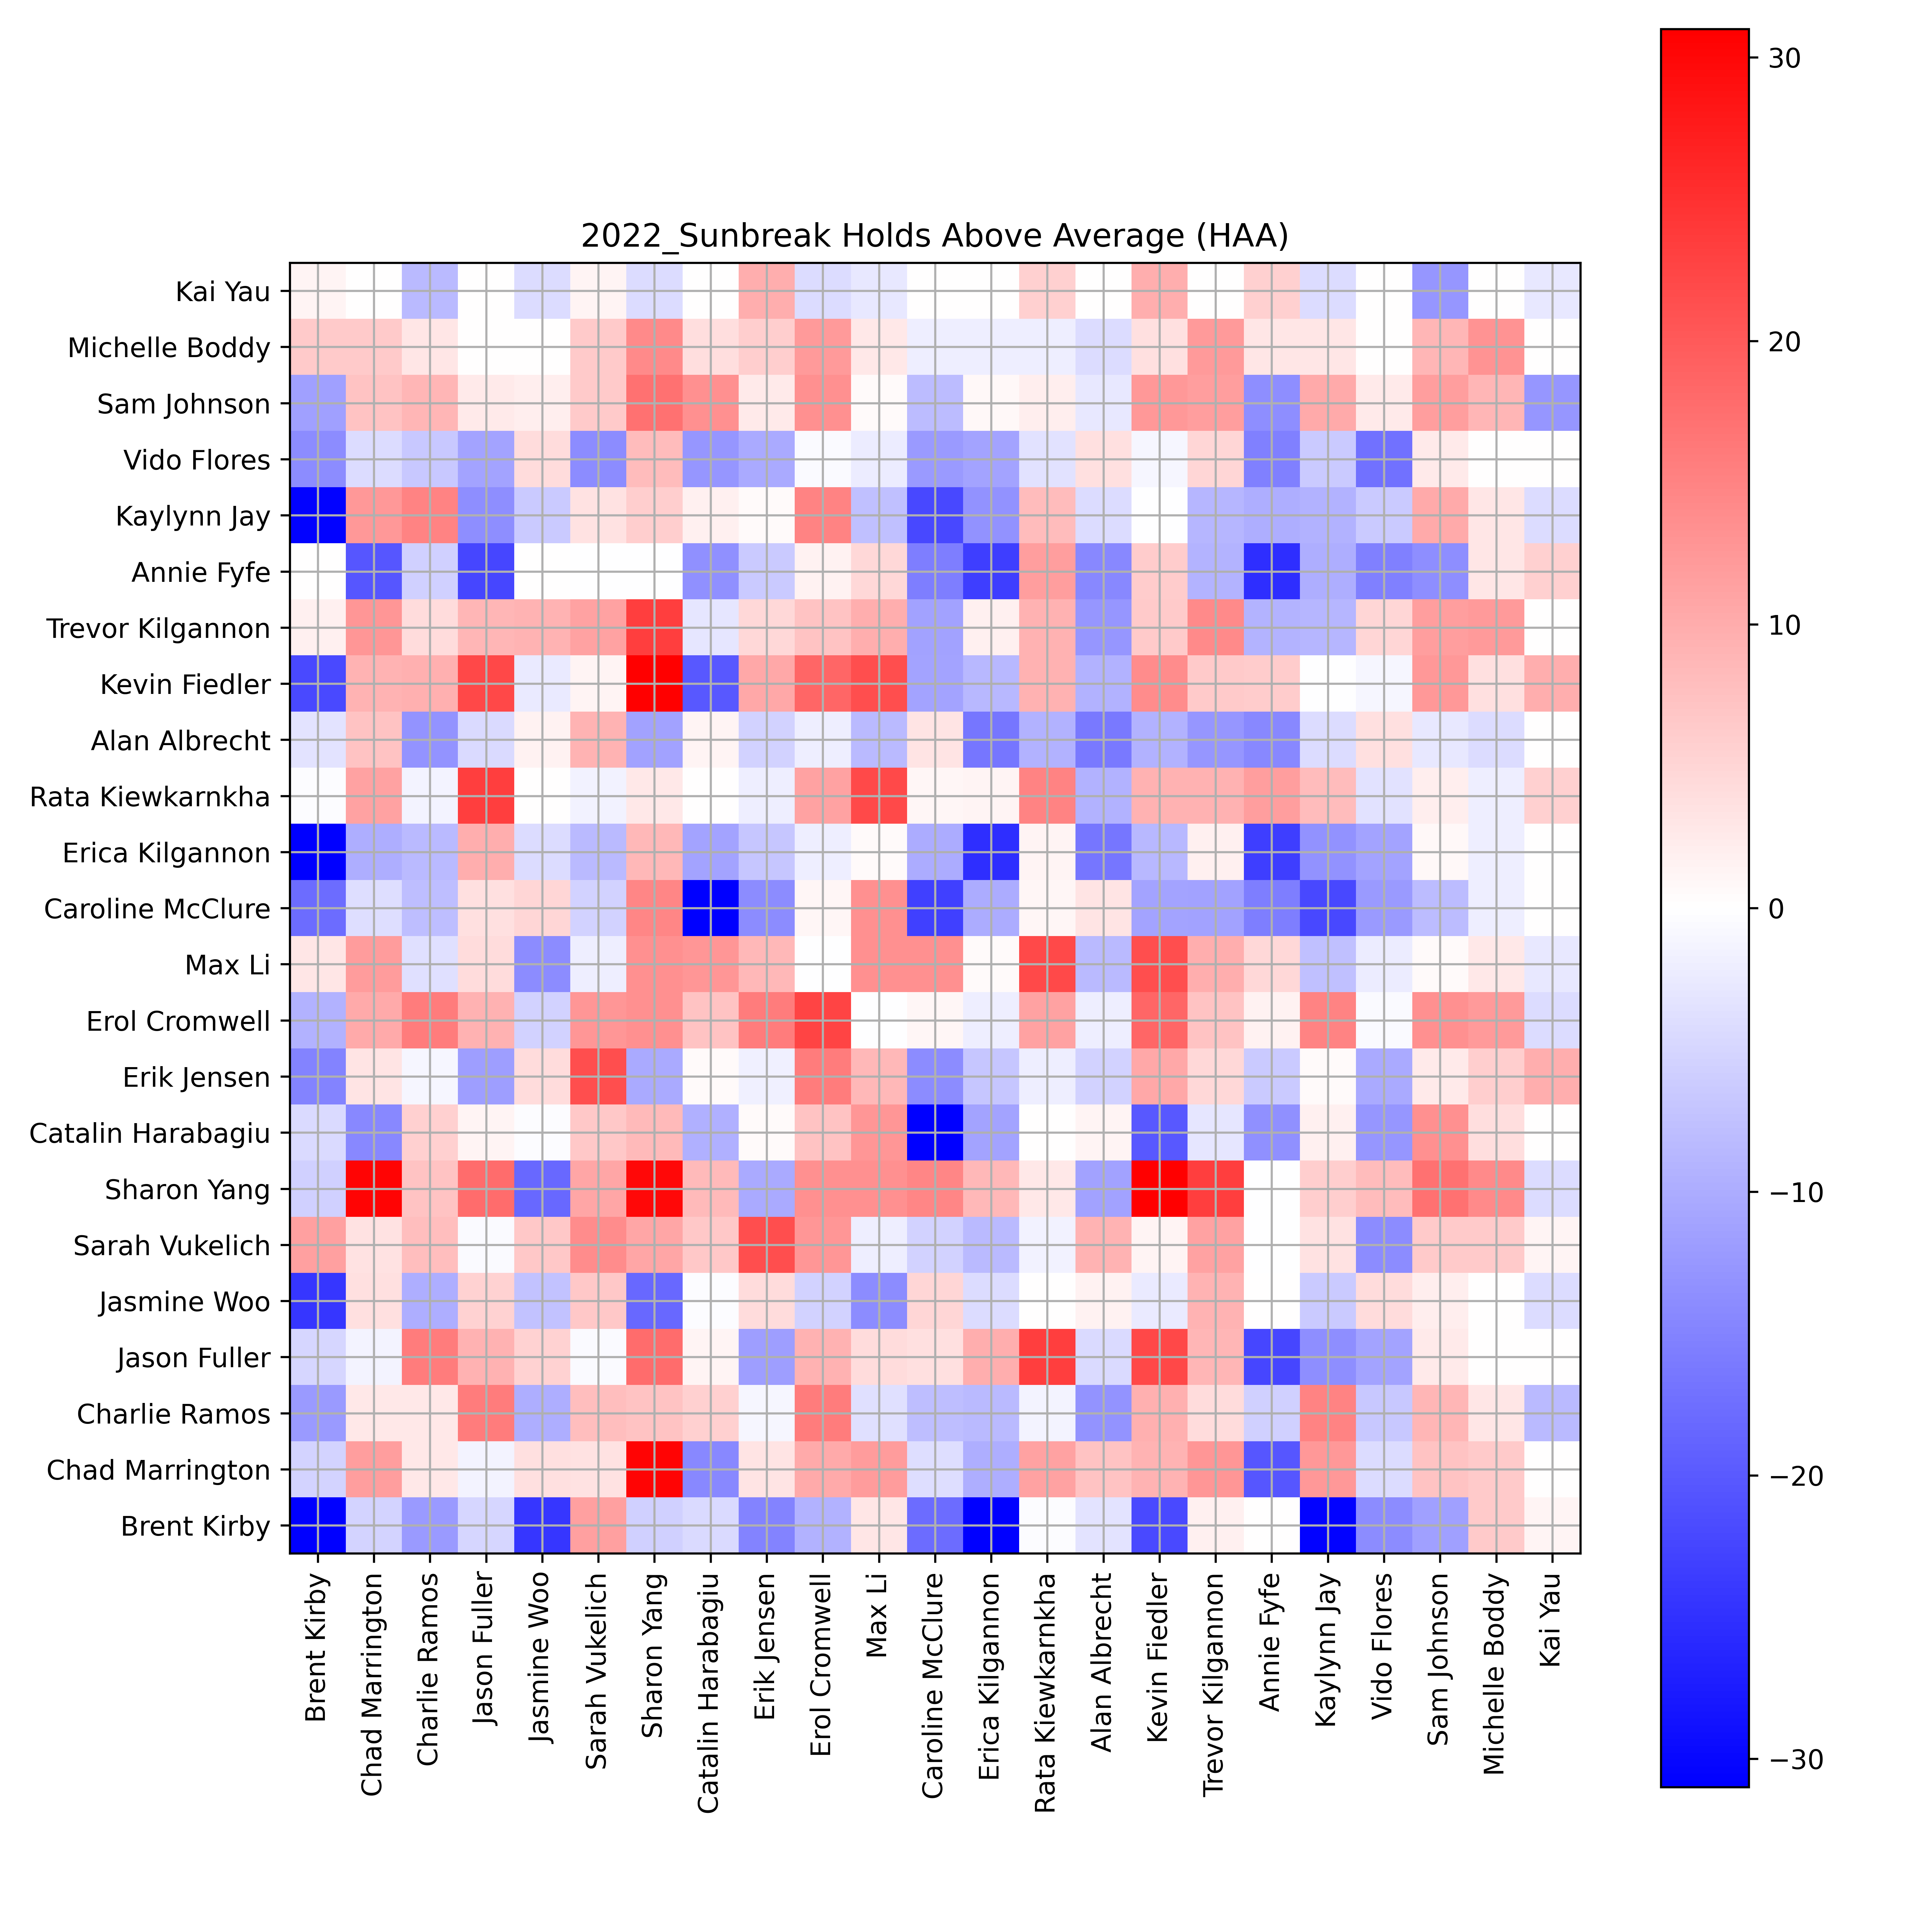 2022_Sunbreak Holds Above Average (HAA)
Kai Yau
Michelle Boddy
Sam Johnson
Vido Flores
Kaylynn Jay
Annie Fyfe
Trevor Kilgannon
Kevin Fiedler
Alan Albrecht
Rata Kiewkarnkha
Erica Kilgannon
Caroline McClure
Max Li
Erol Cromwell
Erik Jensen
Catalin Harabagiu
Sharon Yang
Sarah Vukelich
Jasmine Woo
Jason Fuller
Charlie Ramos
Chad Marrington
Brent Kirby
Brent Kirby
Chad Marrington
Charlie Ramos
Jason Fuller
Jasmine Woo
Sarah Vukelich
Sharon Yang
Catalin Harabagiu
Erik Jensen
Erol Cromwell
Max Li
Caroline McClure
Erica Kilgannon
Rata Kiewkarnkha
Alan Albrecht
Kevin Fiedler
Trevor Kilgannon
Annie Fyfe
Kaylynn Jay
Vido Flores
Sam Johnson
Michelle Boddy
Kai Yau
30
20
10
0
−10
−20
−30